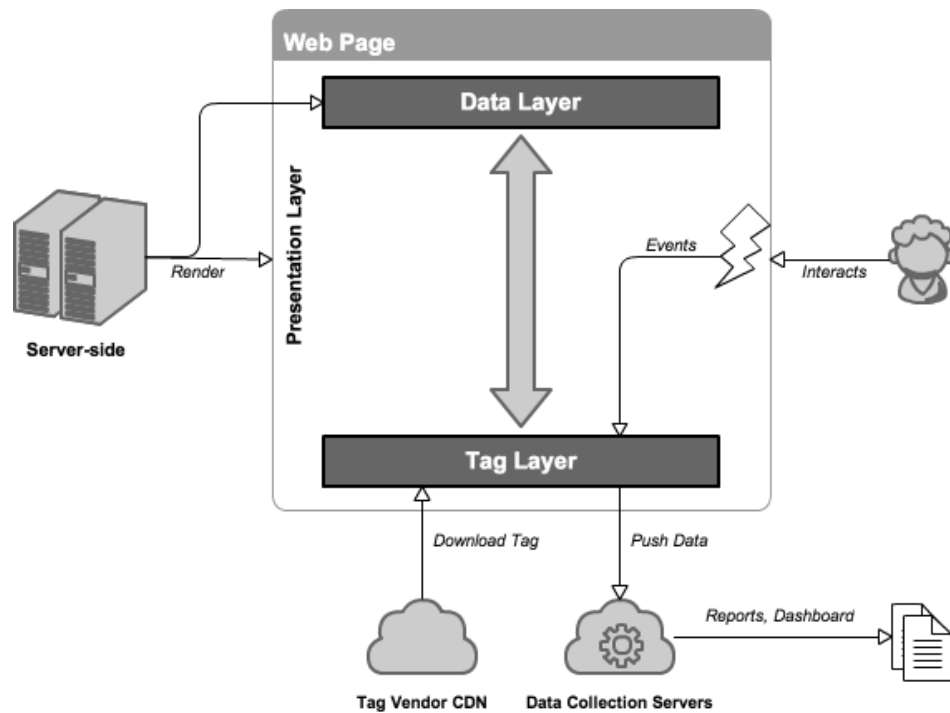 Web Page
Data Layer
Presentation Layer
Events
Render
Interacts
Server-side
Tag Layer
Download Tag
Push Data
Reports, Dashboard
Tag Vendor CDN
Data Collection Servers